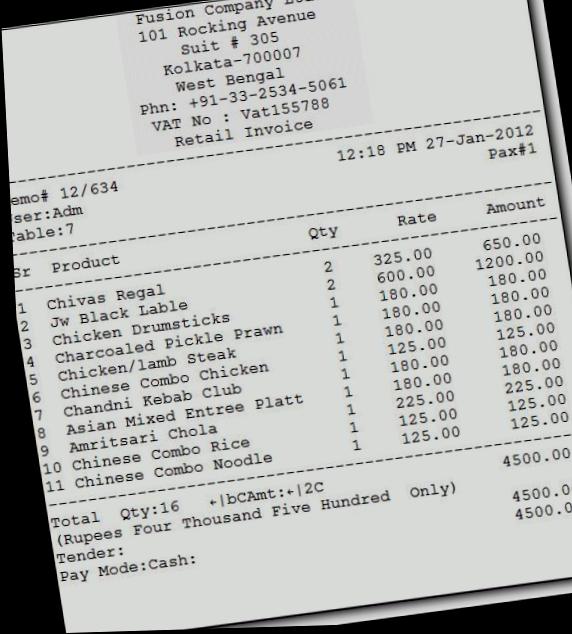 Fusion Company
101 Rocking Avenue
Suit # 305
Kolkata-700007
West Bengal
Phn: +91-33-2534-5061
VAT No : Vat155788
Retail Invoice
emo# 12/634 12:18 PM 27-Jan-2012
ser:Adm Pax#1
able:7
Sr Product Qty Rate Amount
1 Chivas Regal 2 325.00 650.00
2 Jw Black Lable 2 600.00 1200.00
3 Chicken Drumsticks 1 180.00 180.00
4 Charcoaled Pickle Prawn 1 180.00 180.00
5 Chicken/lamb Steak 1 180.00 180.00
6 Chinese Combo Chicken 1 125.00 125.00
7 Chandni Kebab Club 1 180.00 180.00
8 Asian Mixed Entree Platt 1 180.00 180.00
9 Amritsari Chola 1 225.00 225.00
10 Chinese Combo Rice 1 125.00 125.00
11 Chinese Combo Noodle 1 125.00 125.00
Total Qty:16 ←|bCAmt:←|2C 4500.00
(Rupees Four Thousand Five Hundred Only)
Tender: 4500.0
Pay Mode:Cash: 4500.0